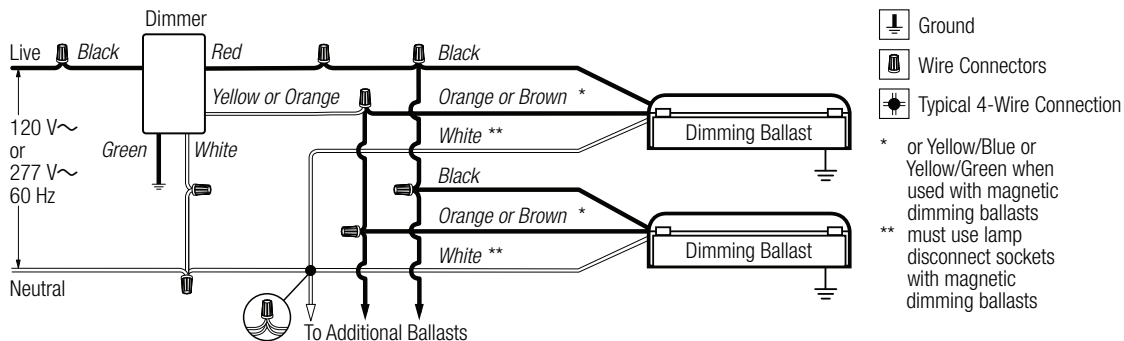 Dimmer
Live
Black
Red
Black
Yellow or Orange
Orange or Brown *
White **
Dimming Ballast
120 V~
or
277 V~
60 Hz
Green
White
Black
Orange or Brown *
White **
Dimming Ballast
Neutral
To Additional Ballasts
Ground
Wire Connectors
Typical 4-Wire Connection
* or Yellow/Blue or
Yellow/Green when
used with magnetic
dimming ballasts
** must use lamp
disconnect sockets
with magnetic
dimming ballasts